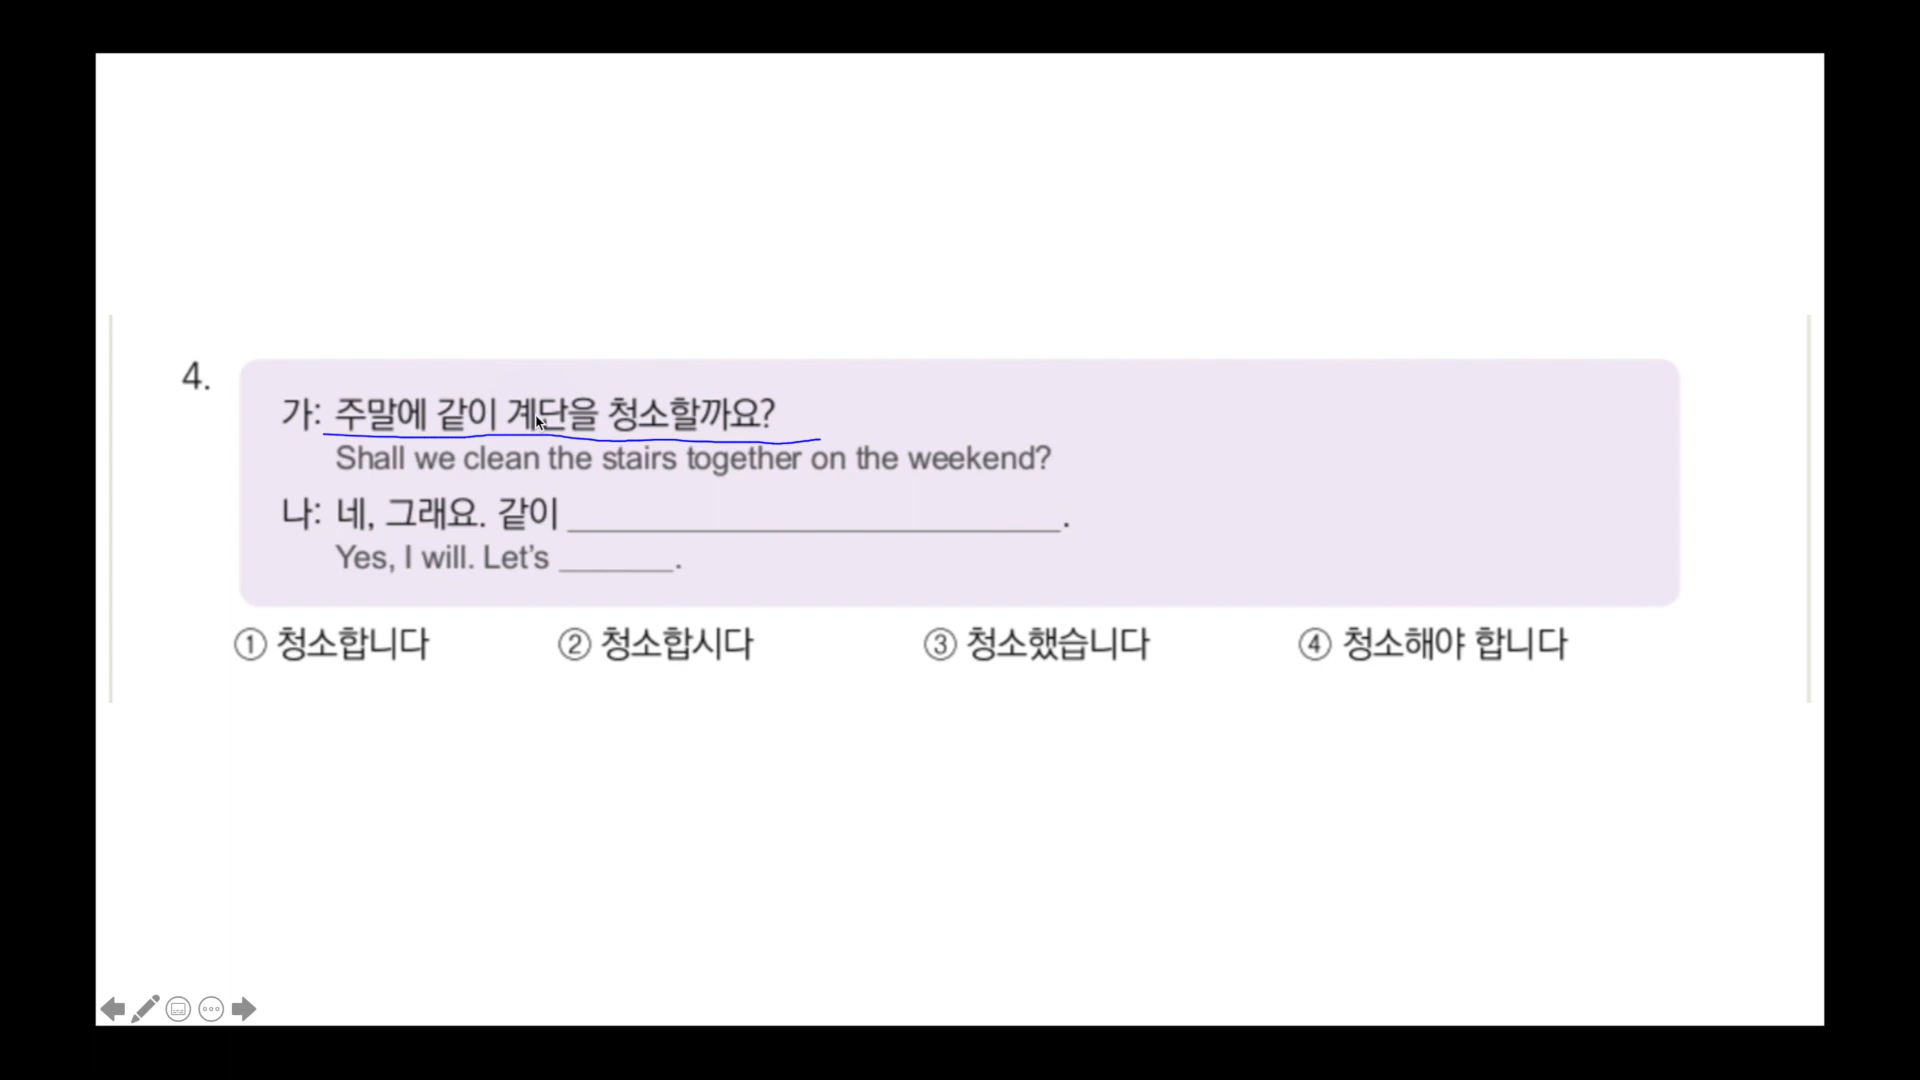 4.
가: 주말에 같이 계단을 청소할까요?
Shall we clean the stairs together on the weekend?
나: 네, 그래요. 같이 ______________________________.
Yes, I will. Let’s _______.
① 청소합니다 ② 청소합시다 ③ 청소했습니다 ④ 청소해야 합니다